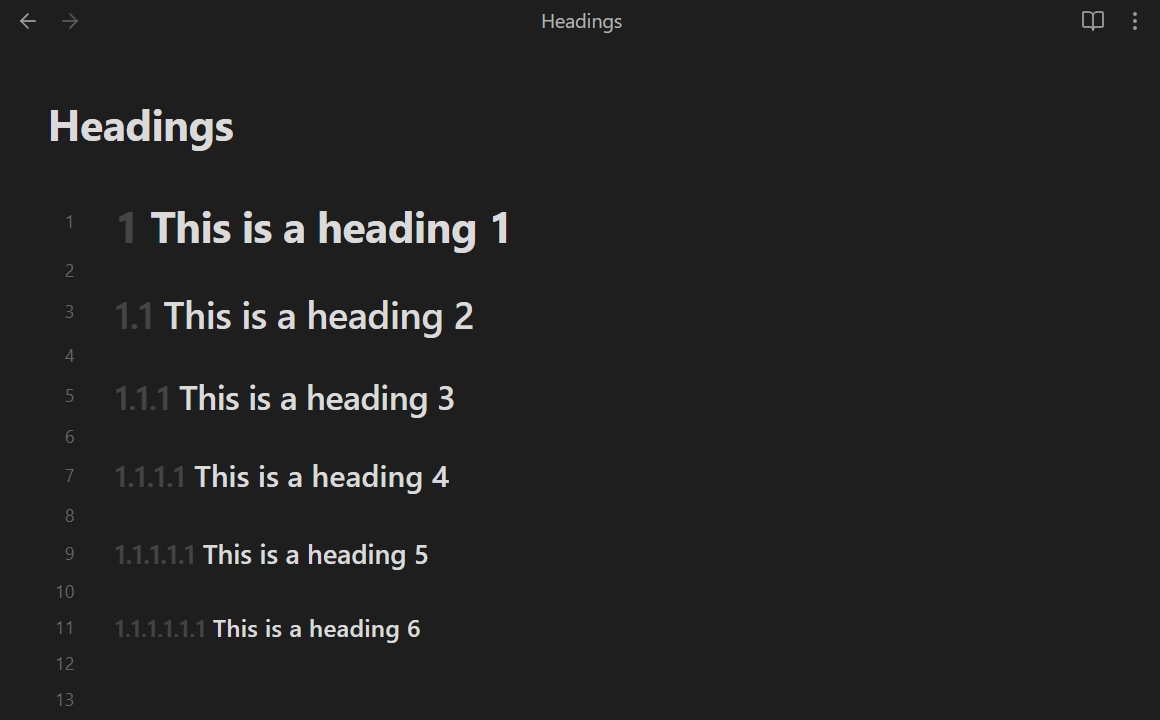 Headings
Headings
1 1 This is a heading 1
2
3 1.1 This is a heading 2
4
5 1.1.1 This is a heading 3
6
7 1.1.1.1 This is a heading 4
8
9 1.1.1.1.1 This is a heading 5
10
11 1.1.1.1.1.1 This is a heading 6
12
13